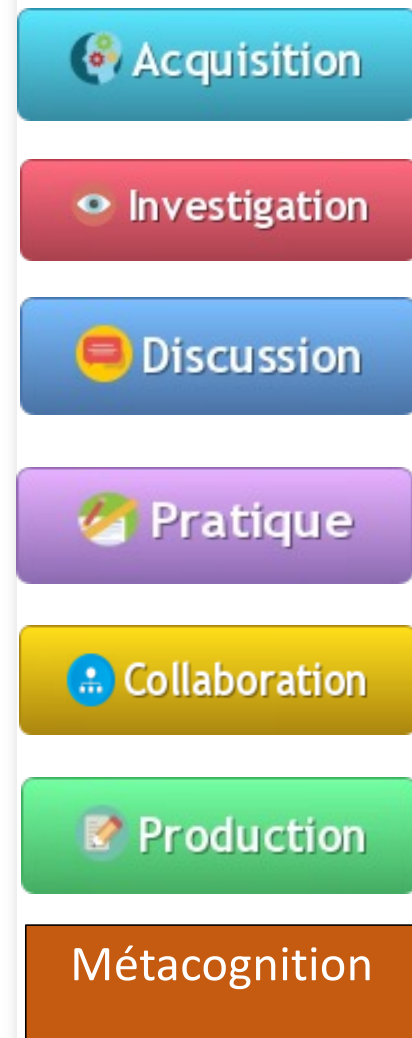 Acquisition
Investigation
Discussion
Pratique
Collaboration
Production
Métacognition